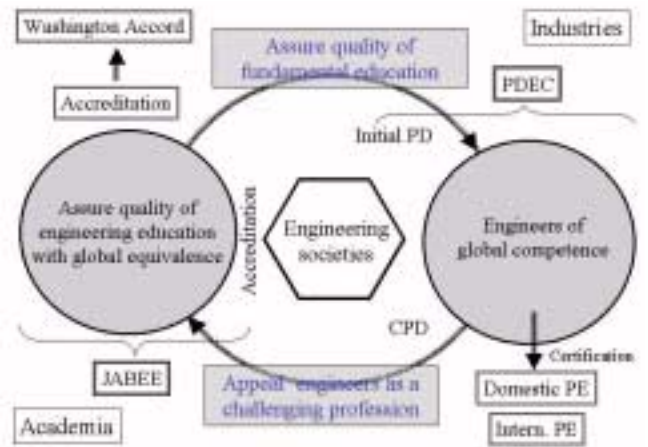 Washington Accord
Assure quality of
fundamental education
Industries
Accreditation
PDEC
Initial PD
Assure quality of
engineering education
with global equivalence
Accreditation
Engineering
societies
Engineers of
global competence
CPD
Certification
JABEE
Appeal engineers as a
challenging profession
Domestic PE
Academia
Intern. PE